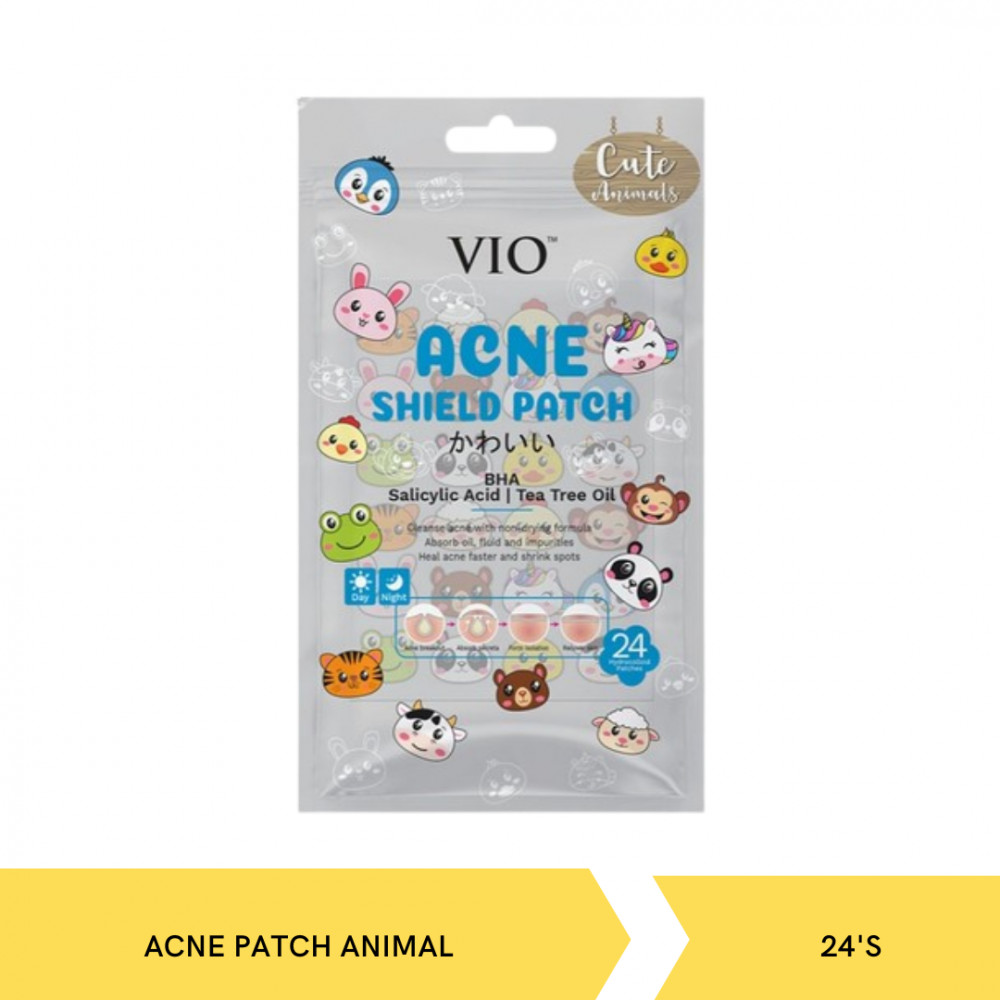 Cute
Animals
VIO™
ACNE
SHIELD PATCH
かわいい
BHA
Salicylic Acid | Tea Tree Oil
Cleanse acne with non-drying formula
Absorb oil, fluid and impurities
Heal acne faster and shrink spots
Day
Night
24
Hydrocolloid
Patches
ACNE PATCH ANIMAL
24'S